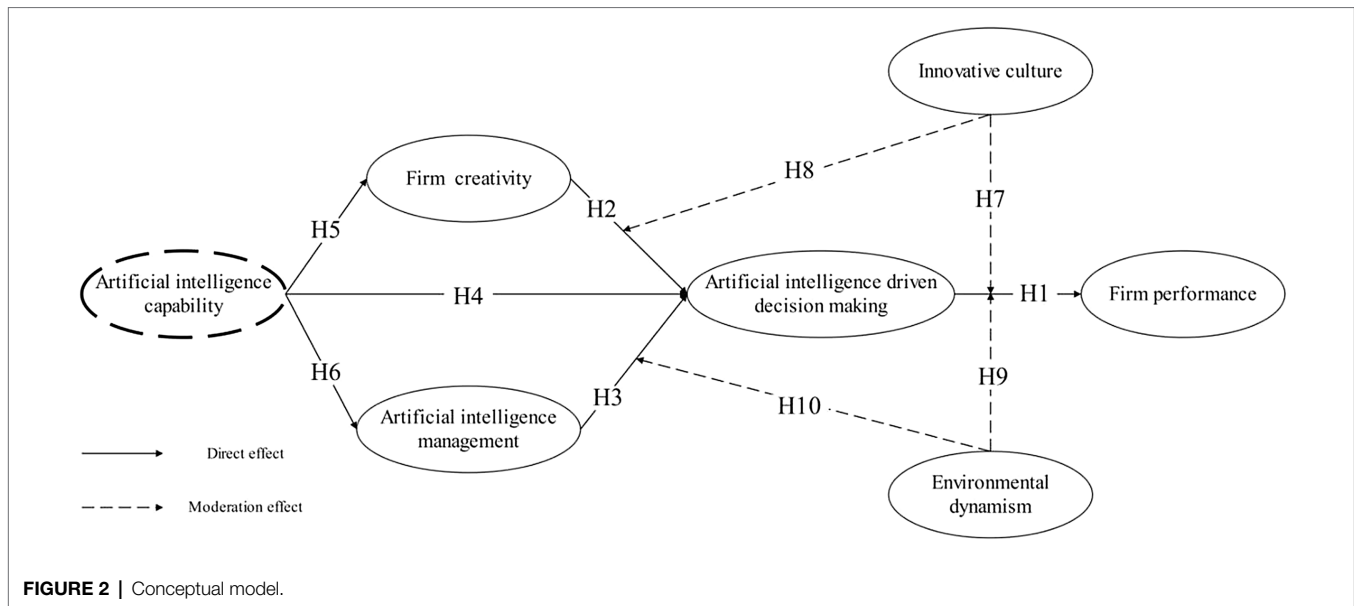 Innovative culture
H8
Firm creativity
H2
H7
H5
Artificial intelligence
capability
H4
Artificial intelligence driven
decision making
H1
Firm performance
H6
H3
H9
H10
Artificial intelligence
management
Direct effect
Moderation effect
Environmental
dynamism
FIGURE 2 | Conceptual model.